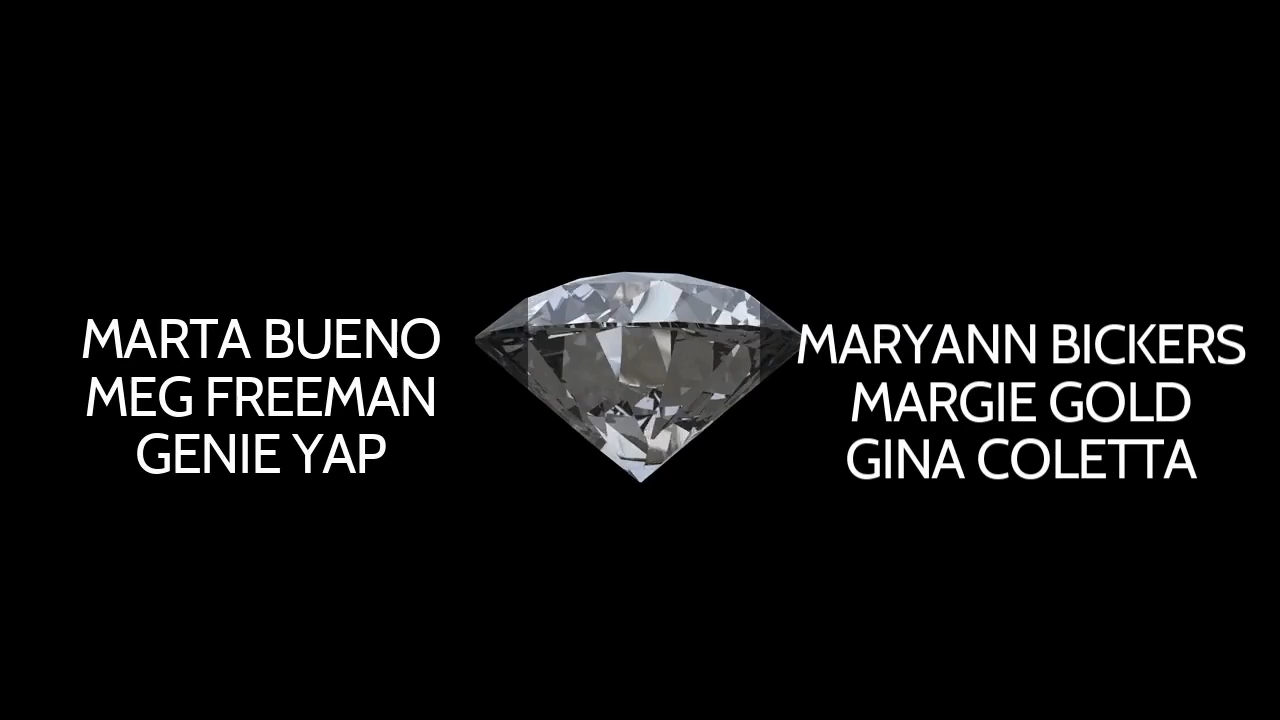 MARTA BUENO
MEG FREEMAN
GENIE YAP
MARYANN BICKERS
MARGIE GOLD
GINA COLETTA